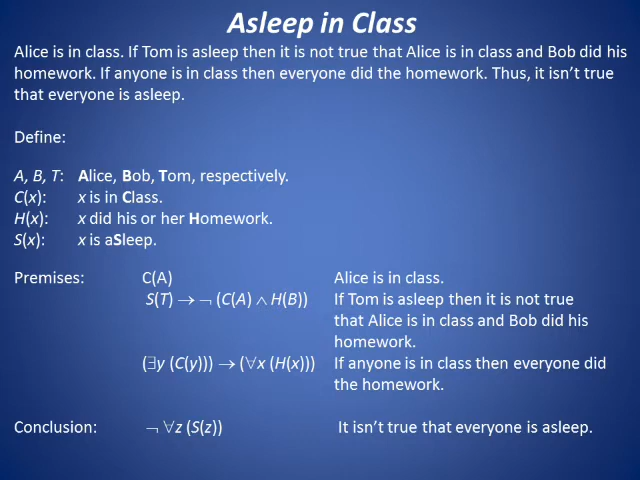 Asleep in Class
Alice is in class. If Tom is asleep then it is not true that Alice is in class and Bob did his
homework. If anyone is in class then everyone did the homework. Thus, it isn't true
that everyone is asleep.
Define:
A, B, T: Alice, Bob, Tom, respectively.
C(x): x is in Class.
H(x): x did his or her Homework.
S(x): x is aSleep.
Premises: C(A) Alice is in class.
S(T) → ¬ (C(A) ∧ H(B)) If Tom is asleep then it is not true
that Alice is in class and Bob did his
homework.
(∃y (C(y))) → (∀x (H(x))) If anyone is in class then everyone did
the homework.
Conclusion: ¬ ∀z (S(z)) It isn't true that everyone is asleep.